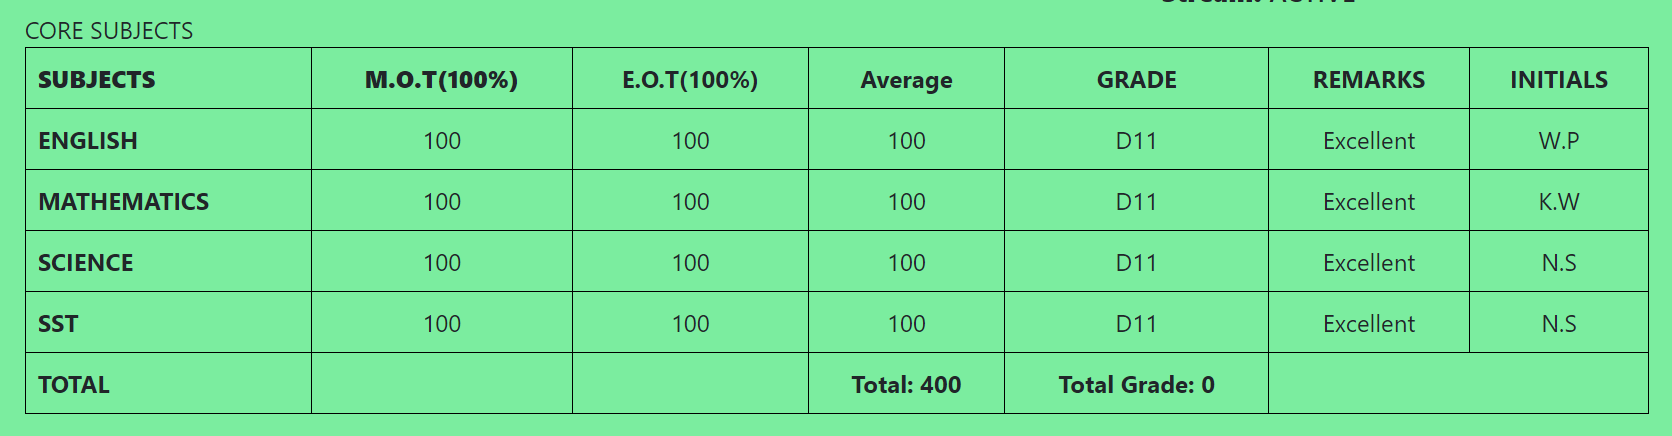 Stream: ACTIVE
CORE SUBJECTS
SUBJECTS M.O.T(100%) E.O.T(100%) Average GRADE REMARKS INITIALS
ENGLISH 100 100 100 D11 Excellent W.P
MATHEMATICS 100 100 100 D11 Excellent K.W
SCIENCE 100 100 100 D11 Excellent N.S
SST 100 100 100 D11 Excellent N.S
TOTAL Total: 400 Total Grade: 0